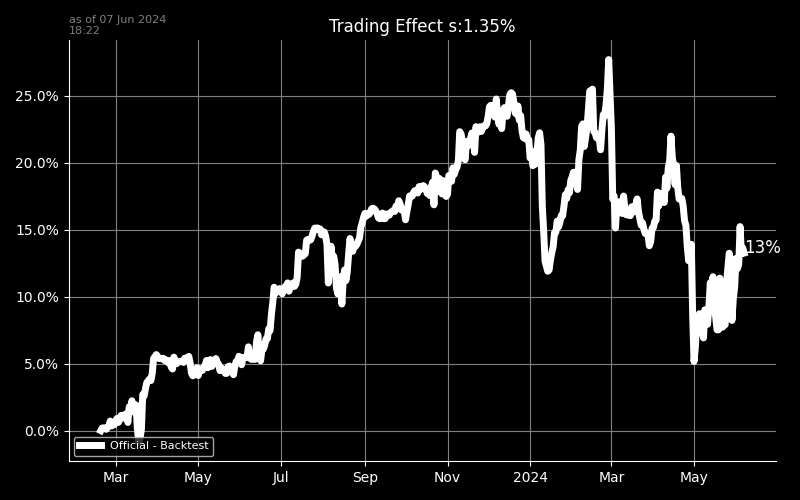 as of 07 Jun 2024
18:22
Trading Effect s:1.35%
25.0%
20.0%
15.0%
13%
10.0%
5.0%
0.0%
Official - Backtest
Mar May Jul Sep Nov 2024 Mar May